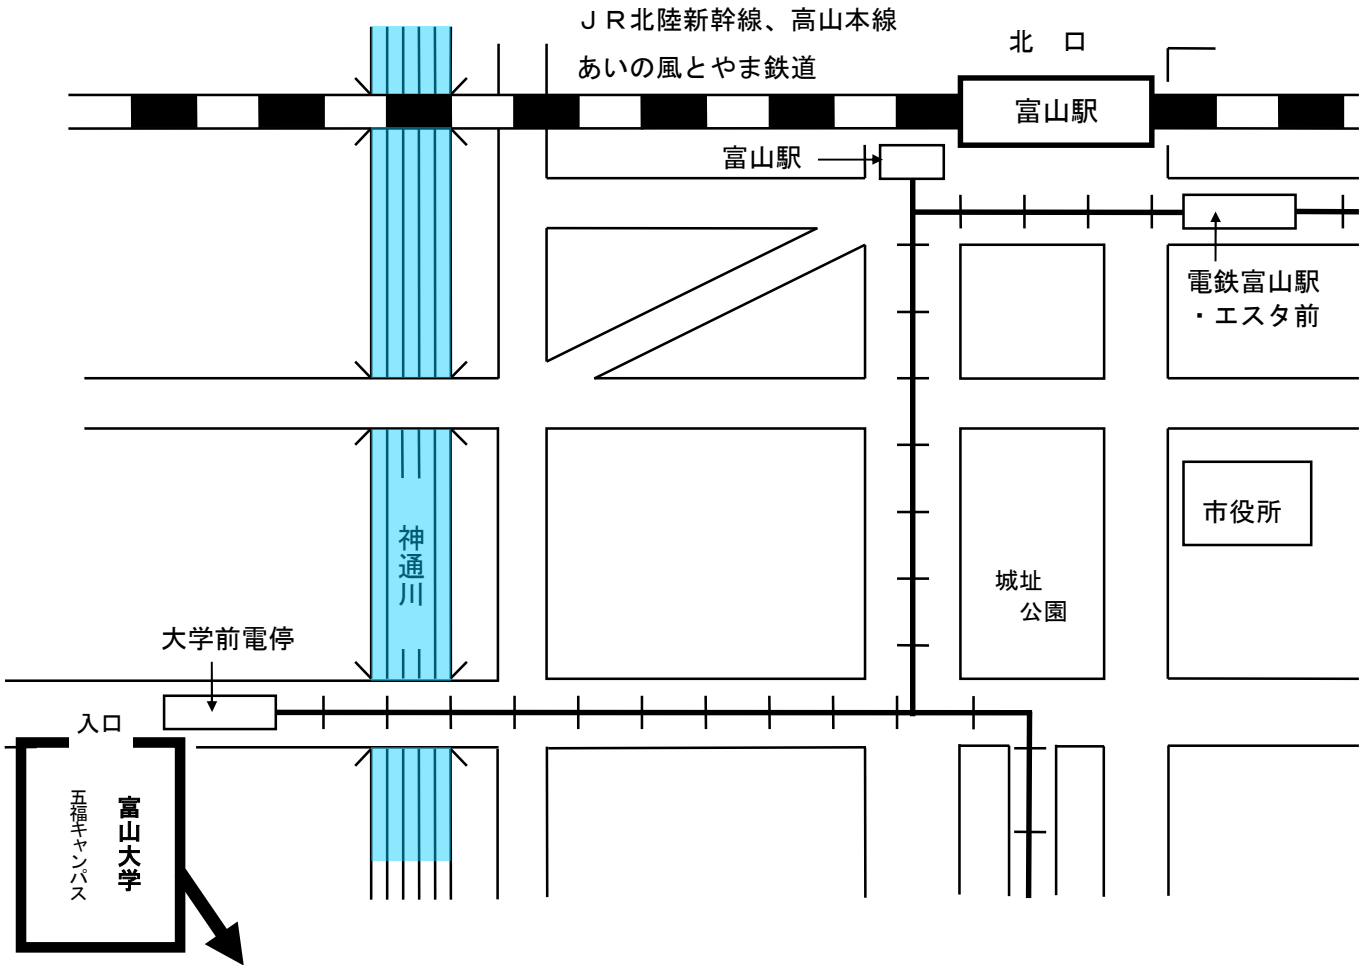 ＪＲ北陸新幹線、高山本線
あいの風とやま鉄道
北　口
富山駅
富山駅
電鉄富山駅
・エスタ前
市役所
城址
公園
神通川
大学前電停
入口
富山大学
五福キャンパス